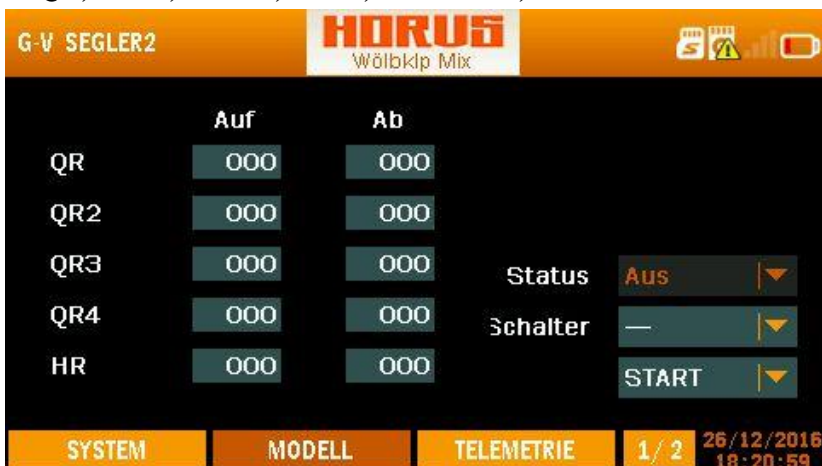 G-V SEGLER2
HORUS
Wölbklp Mix
Auf Ab
QR 000 000
QR2 000 000
QR3 000 000
QR4 000 000
HR 000 000
Status Aus
Schalter —
START
SYSTEM MODELL TELEMETRIE 1/2 26/12/2016
18:20:59